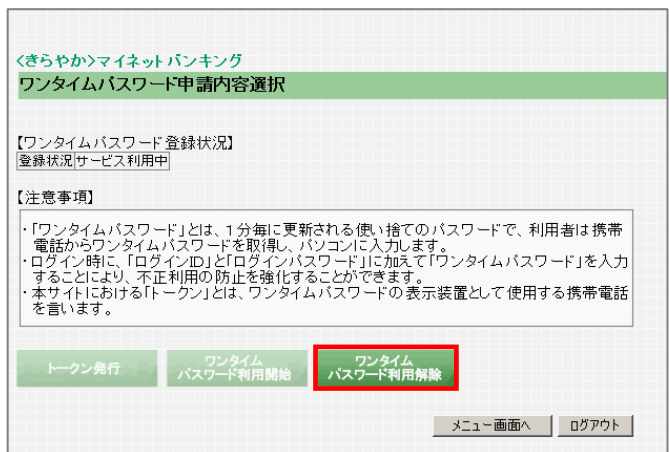 <きらやか>マイネットバンキング
ワンタイムパスワード申請内容選択
【ワンタイムパスワード登録状況】
登録状況 サービス利用中
【注意事項】
・「ワンタイムパスワード」とは、1分毎に更新される使い捨てのパスワードで、利用者は携帯
電話からワンタイムパスワードを取得し、パソコンに入力します。
・ログイン時に、「ログインID」と「ログインパスワード」に加えて「ワンタイムパスワード」を入力
することにより、不正利用の防止を強化することができます。
・本サイトにおける「トークン」とは、ワンタイムパスワードの表示装置として使用する携帯電話
を言います。
トークン発行
ワンタイム
パスワード利用開始
ワンタイム
パスワード利用解除
メニュー画面へ ログアウト